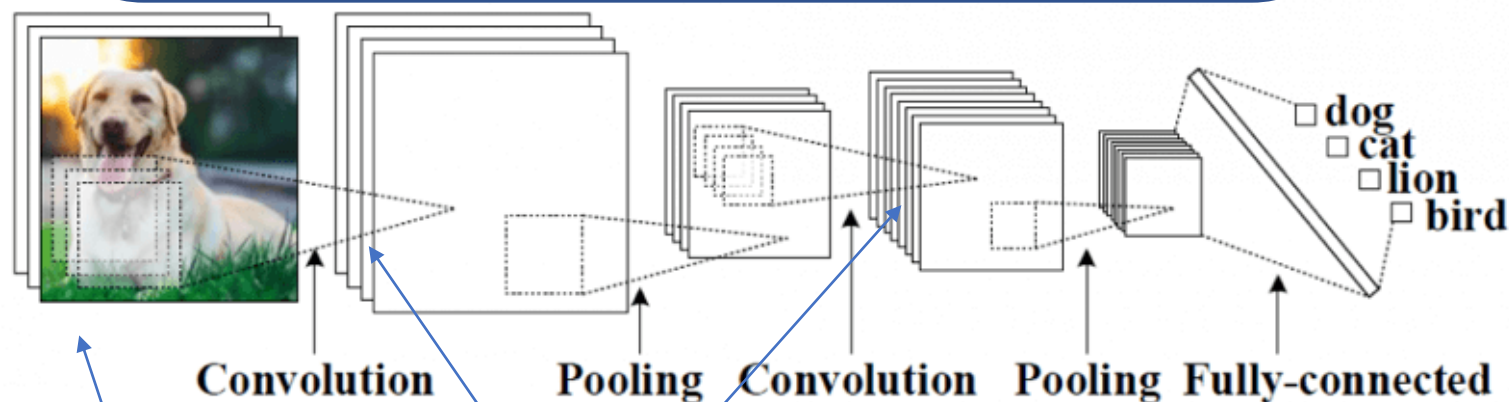 dog
cat
lion
bird
Convolution Pooling Convolution Pooling Fully-connected